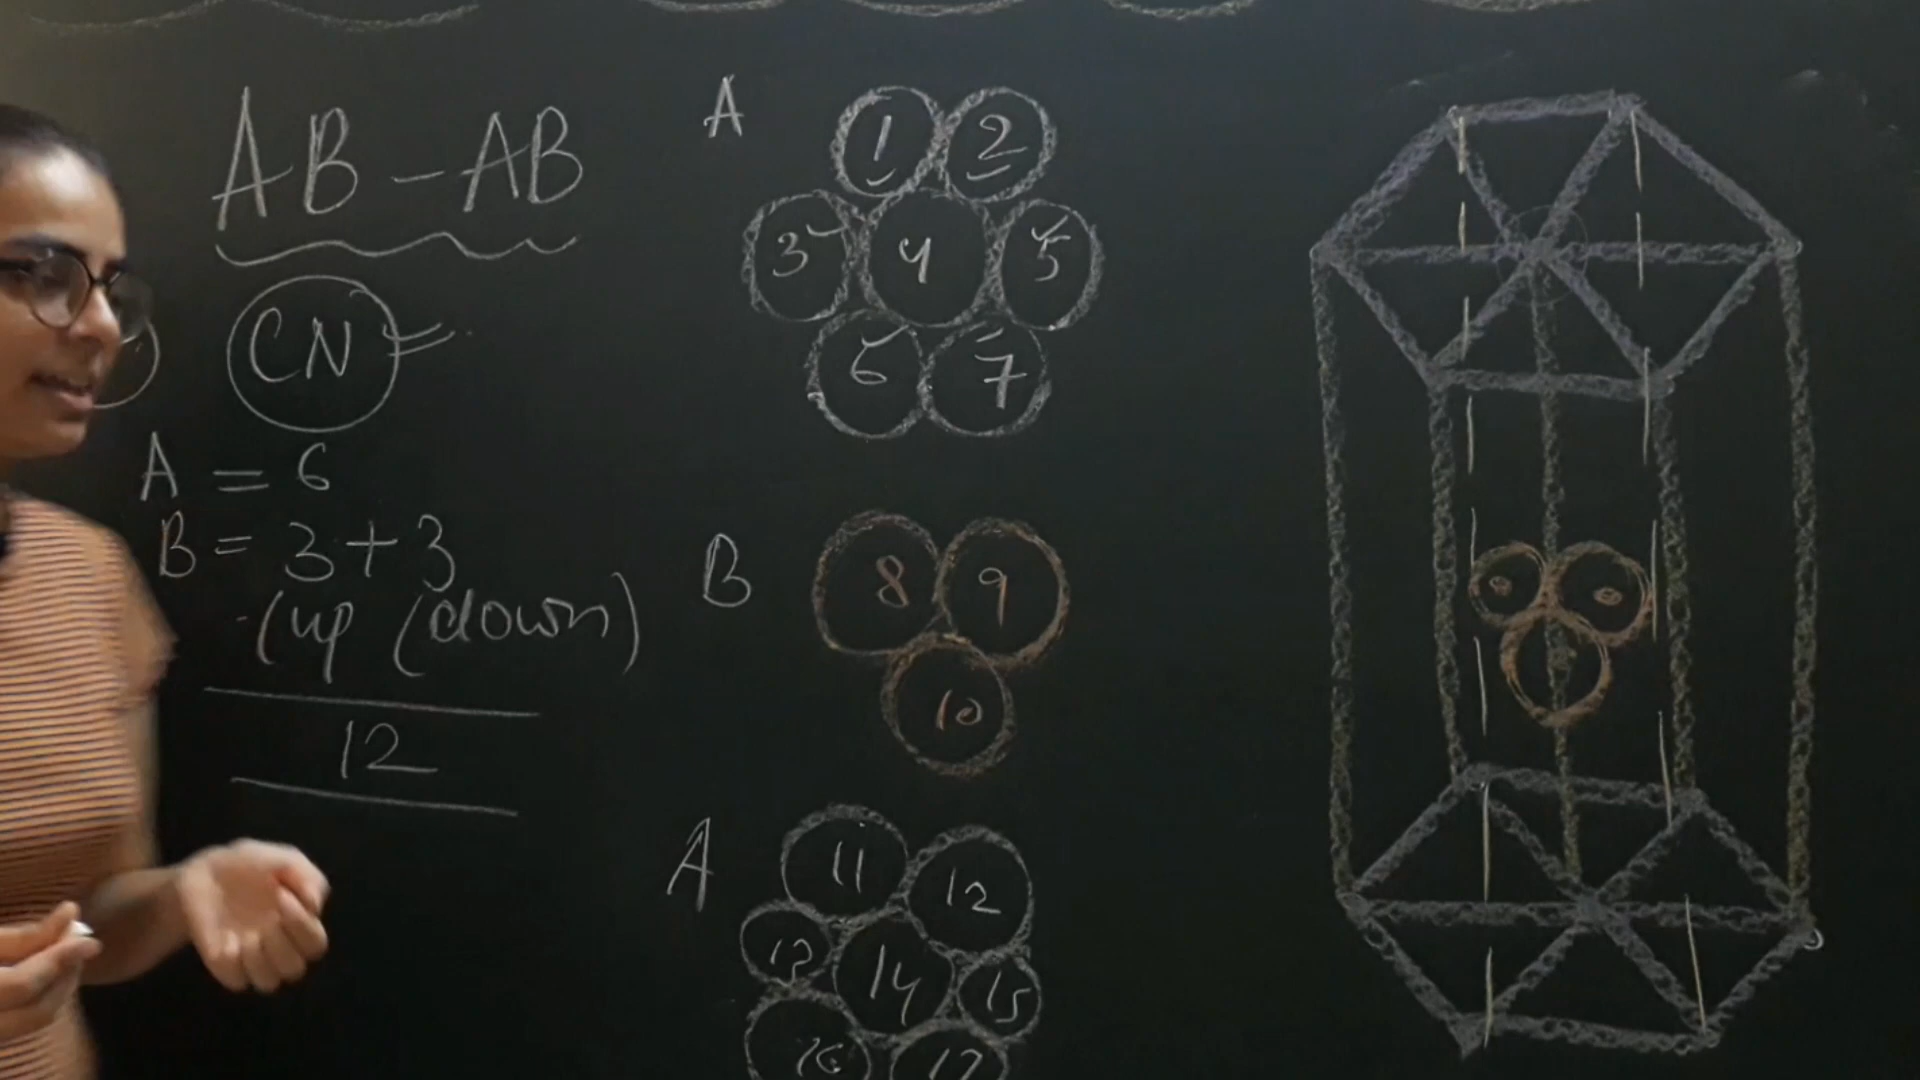 AB-AB
CN
A = 6
B = 3+3
(up (down)
12
A
1 2
3 4 5
6 7
B
8 9
10
A
11 12
13 14 15
16 17